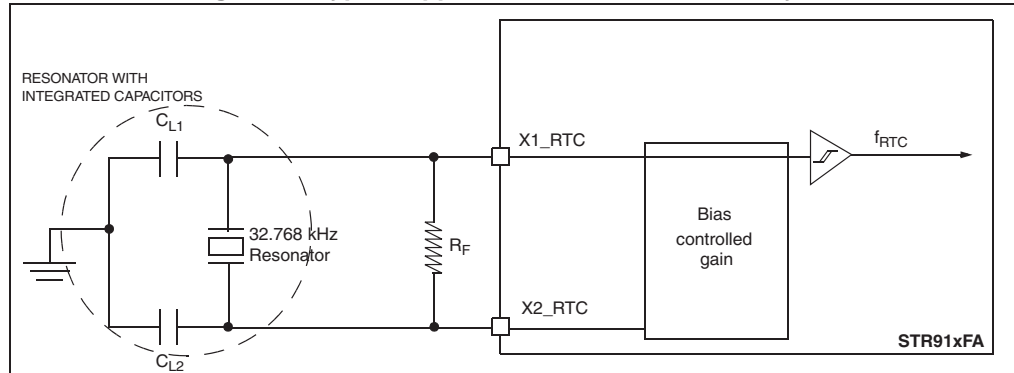 RESONATOR WITH
INTEGRATED CAPACITORS
CL1
X1_RTC
fRTC
32.768 kHz
Resonator
RF
Bias
controlled
gain
X2_RTC
STR91xFA
CL2